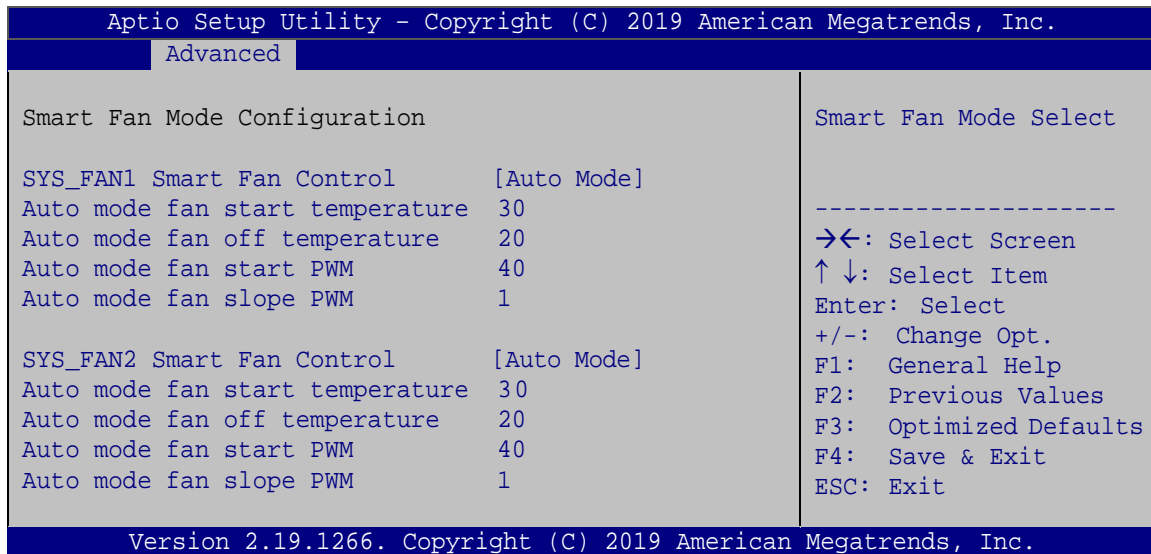 Aptio Setup Utility – Copyright (C) 2019 American Megatrends, Inc.
Advanced
Smart Fan Mode Configuration
SYS_FAN1 Smart Fan Control [Auto Mode]
Auto mode fan start temperature 30
Auto mode fan off temperature 20
Auto mode fan start PWM 40
Auto mode fan slope PWM 1
SYS_FAN2 Smart Fan Control [Auto Mode]
Auto mode fan start temperature 30
Auto mode fan off temperature 20
Auto mode fan start PWM 40
Auto mode fan slope PWM 1
Smart Fan Mode Select
---------------------
→←: Select Screen
↑ ↓: Select Item
Enter: Select
+/-: Change Opt.
F1: General Help
F2: Previous Values
F3: Optimized Defaults
F4: Save & Exit
ESC: Exit
Version 2.19.1266. Copyright (C) 2019 American Megatrends, Inc.